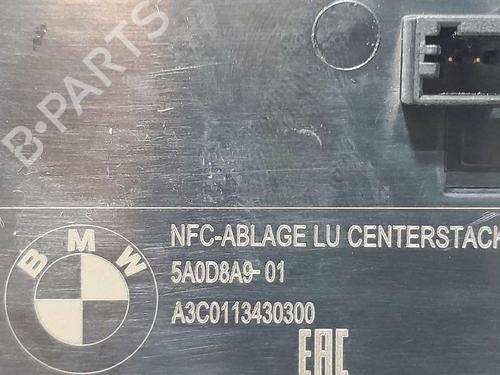 B-PARTS
BMW
NFC-ABLAGE LU CENTERSTACK
5A0D8A9-01
A3C0113430300
EAC